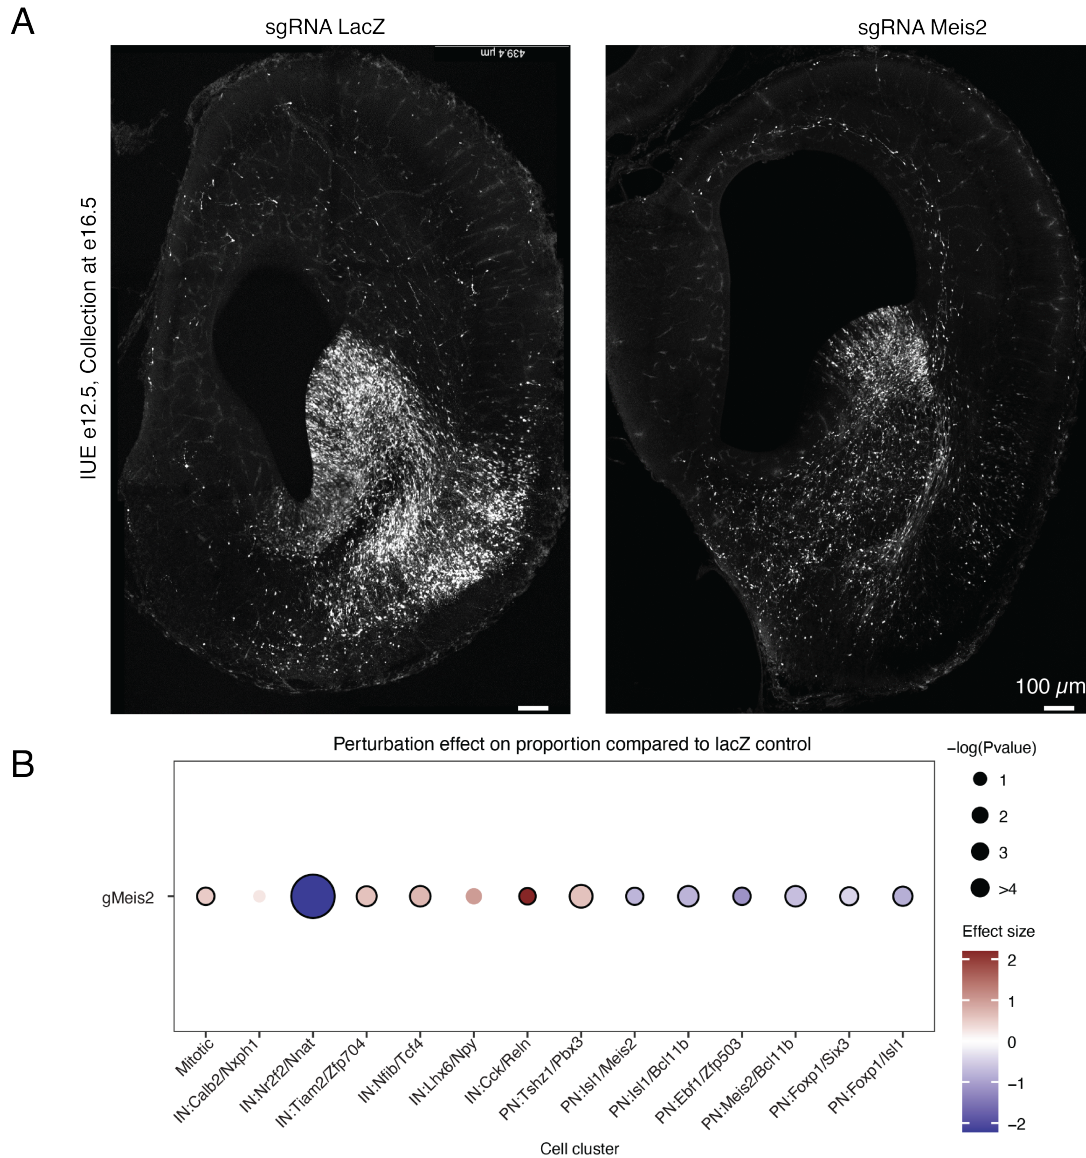 A
sgRNA LacZ
sgRNA Meis2
439.4 µm
IUE e12.5, Collection at e16.5
100 µm
B
Perturbation effect on proportion compared to lacZ control
gMeis2
Mitotic
IN:Calb2/Nxph1
IN:Nr2f2/Nnat
IN:Tiam2/Zfp704
IN:Nfib/Tcf4
IN:Lhx6/Npy
IN:Cck/Reln
PN:Tshz1/Pbx3
PN:Isl1/Meis2
PN:Isl1/Bcl11b
PN:Ebf1/Zfp503
PN:Meis2/Bcl11b
PN:Foxp1/Six3
PN:Foxp1/Isl1
Cell cluster
−log(Pvalue)
1
2
3
>4
Effect size
2
1
0
−1
−2